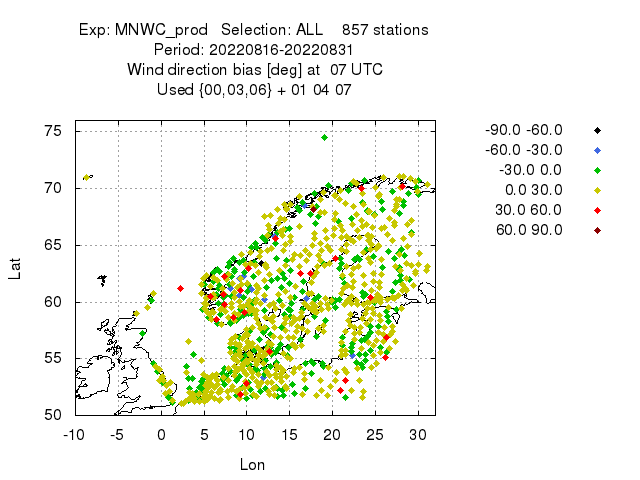 Exp: MNWC_prod Selection: ALL 857 stations
Period: 20220816-20220831
Wind direction bias [deg] at 07 UTC
Used {00,03,06} + 01 04 07
-90.0 -60.0
-60.0 -30.0
-30.0 0.0
0.0 30.0
30.0 60.0
60.0 90.0
75
70
65
60
55
50
Lat
-10 -5 0 5 10 15 20 25 30
Lon